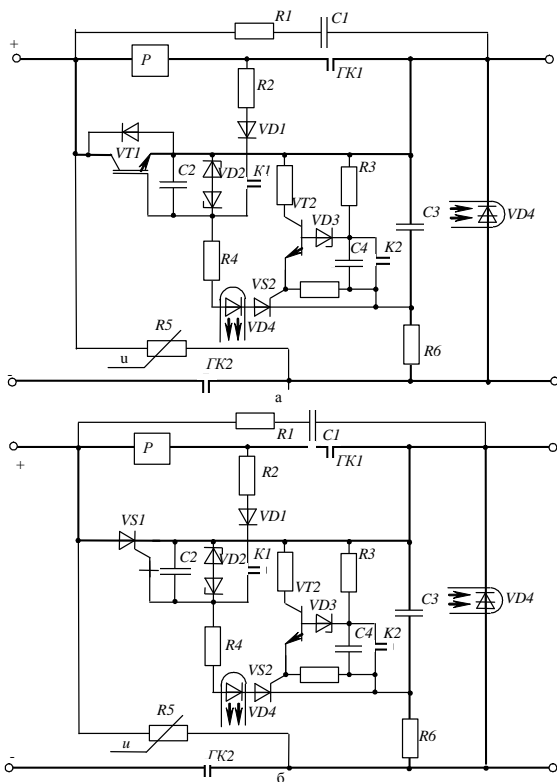 R1 C1
+ P ГК1
R2
VD1
VT1 C2 VD2 K1 R3
VT2 VD3
C4 K2 C3 VD4
R4
VS2
VD4
R5 R6
u
- ГК2
а
R1 C1
+ P ГК1
R2
VS1 VD1
C2 VD2 K1 R3
VT2 VD3 C3 VD4
C4 K2
R4
VS2
VD4
R5 R6
u
- ГК2
б